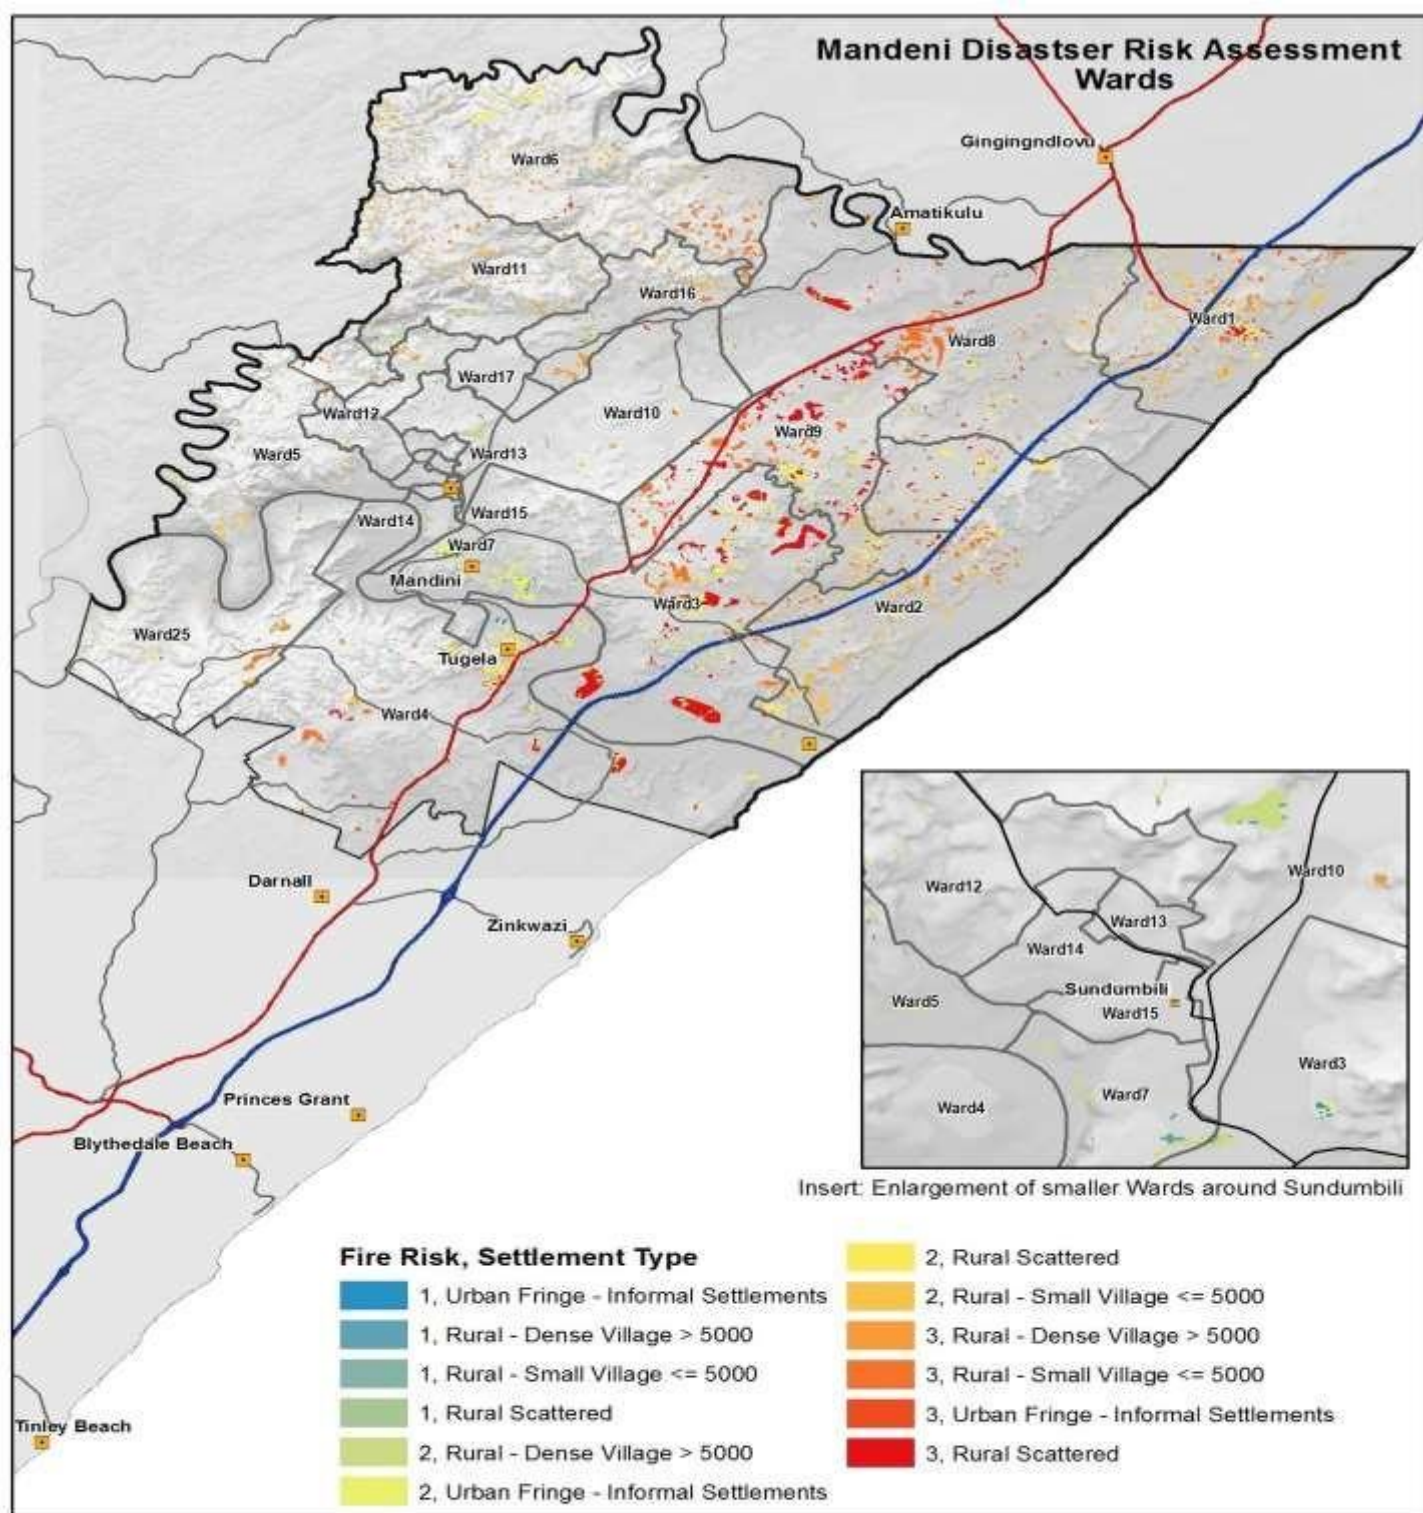 Mandeni Disastser Risk Assessment
Wards
Gingingndlovu
Ward6
Amatikulu
Ward11
Ward16
Ward1
Ward8
Ward17
Ward12
Ward10
Ward9
Ward5
Ward13
Ward14
Ward15
Ward7
Mandini
Ward3
Ward2
Ward25
Tugela
Ward4
Darnall
Zinkwazi
Princes Grant
Blythedale Beach
Tinley Beach
Ward12
Ward10
Ward13
Ward14
Sundumbili
Ward5
Ward15
Ward3
Ward7
Ward4
Insert: Enlargement of smaller Wards around Sundumbili
Fire Risk, Settlement Type
1, Urban Fringe - Informal Settlements
1, Rural - Dense Village > 5000
1, Rural - Small Village <= 5000
1, Rural Scattered
2, Rural - Dense Village > 5000
2, Urban Fringe - Informal Settlements
2, Rural Scattered
2, Rural - Small Village <= 5000
3, Rural - Dense Village > 5000
3, Rural - Small Village <= 5000
3, Urban Fringe - Informal Settlements
3, Rural Scattered